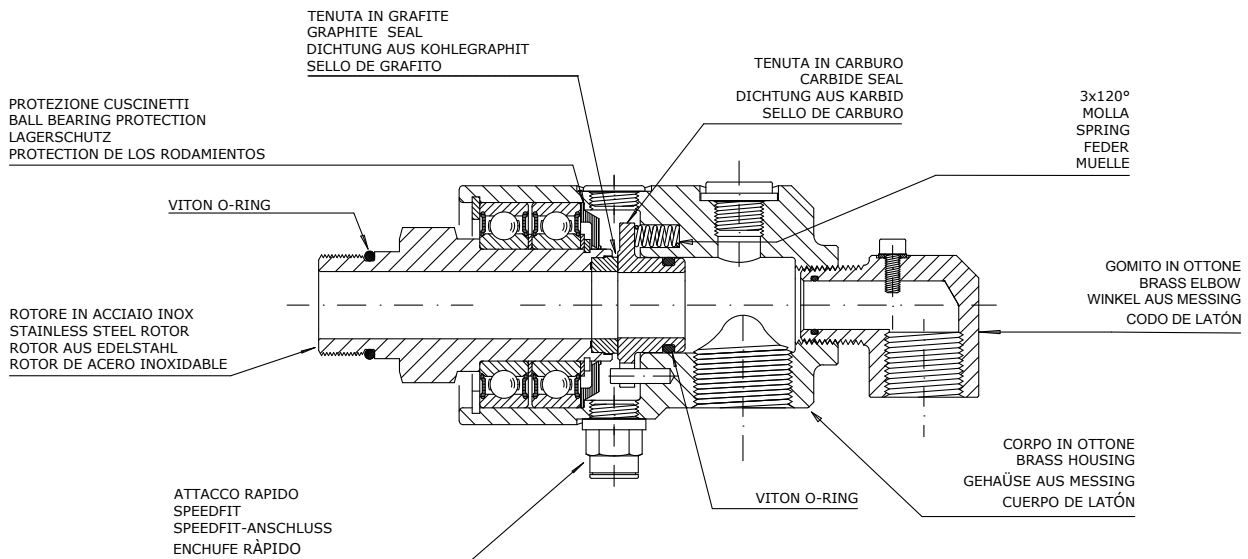 TENUTA IN GRAFITE
GRAPHITE SEAL
DICHTUNG AUS KOHLEGRAPHIT
SELLO DE GRAFITO
TENUTA IN CARBURO
CARBIDE SEAL
DICHTUNG AUS KARBID
SELLO DE CARBURO
PROTEZIONE CUSCINETTI
BALL BEARING PROTECTION
LAGERSCHUTZ
PROTECTION DE LOS RODAMIENTOS
3x120°
MOLLA
SPRING
FEDER
MUELLE
VITON O-RING
GOMITO IN OTTONE
BRASS ELBOW
WINKEL AUS MESSING
CODO DE LATÓN
ROTORE IN ACCIAIO INOX
STAINLESS STEEL ROTOR
ROTOR AUS EDELSTAHL
ROTOR DE ACERO INOXIDABLE
CORPO IN OTTONE
BRASS HOUSING
GEHAÜSE AUS MESSING
CUERPO DE LATÓN
VITON O-RING
ATTACCO RAPIDO
SPEEDFIT
SPEEDFIT-ANSCHLUSS
ENCHUFE RÀPIDO